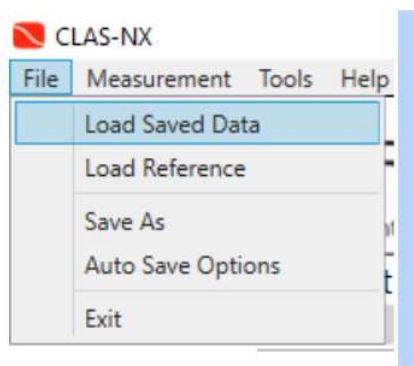 CLAS-NX
File Measurement Tools Help
Load Saved Data
Load Reference
Save As
Auto Save Options
Exit